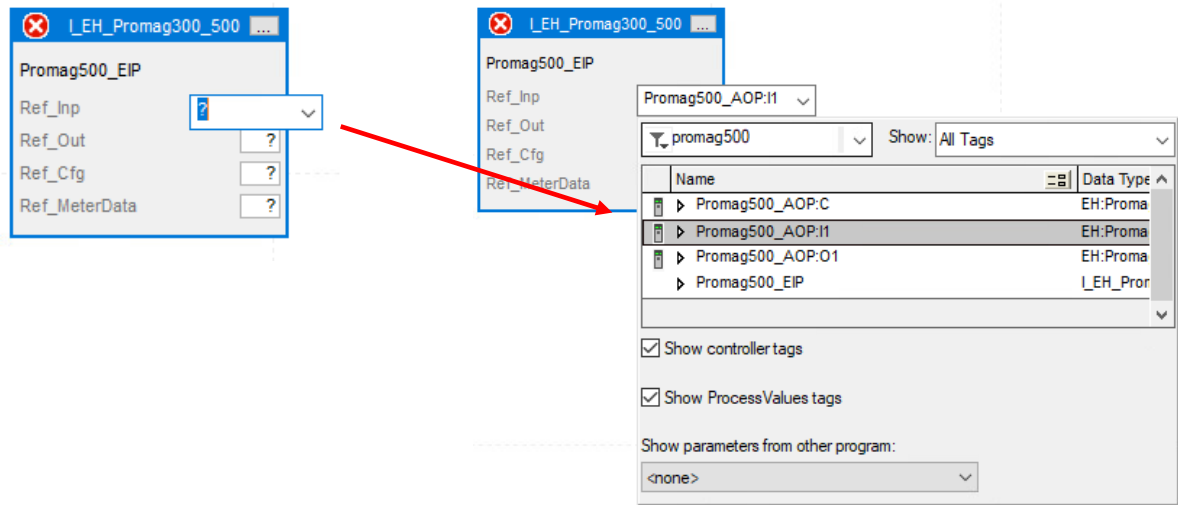 I_EH_Promag300_500 ...
Promag500_EIP
Ref_Inp ?
Ref_Out ?
Ref_Cfg ?
Ref_MeterData ?
I_EH_Promag300_500 ...
Promag500_EIP
Ref_Inp Promag500_AOP:I1
Ref_Out
Ref_Cfg
Ref_MeterData
promag500 Show: All Tags
Name Data Type
Promag500_AOP:C EH:Proma
Promag500_AOP:I1 EH:Proma
Promag500_AOP:O1 EH:Proma
Promag500_EIP I_EH_Pron
Show controller tags
Show ProcessValues tags
Show parameters from other program:
<none>